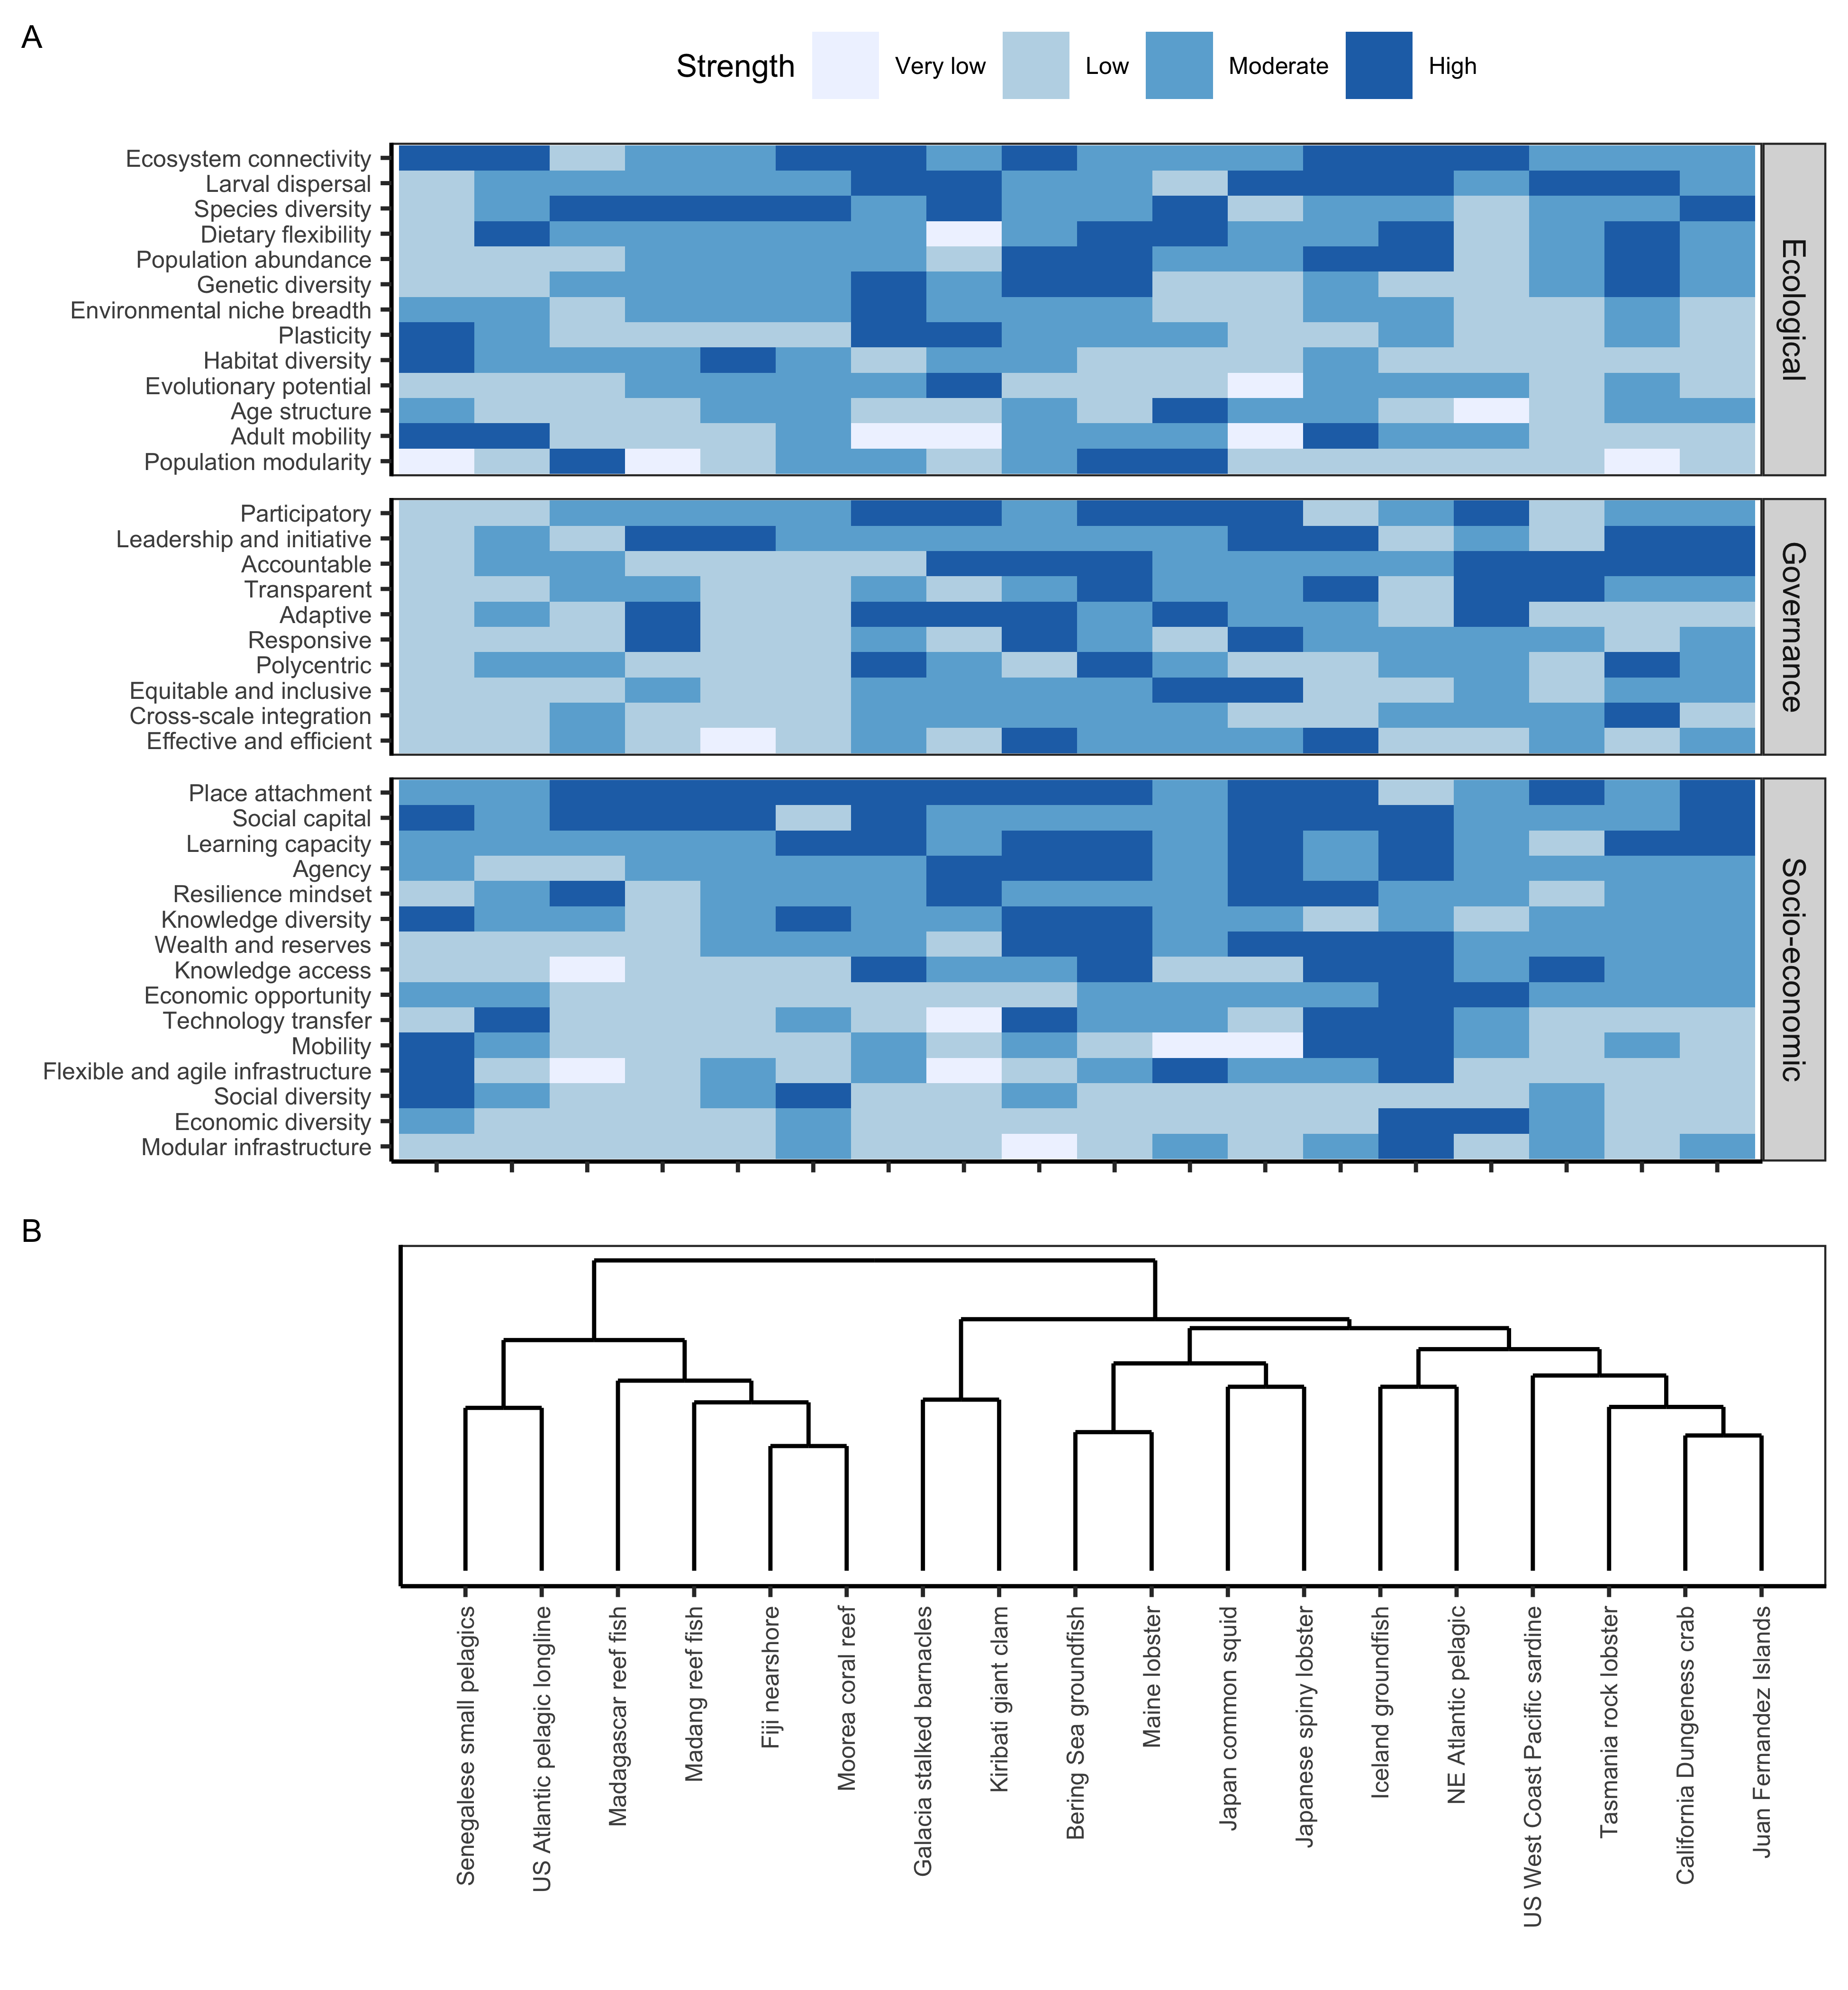 A
Strength Very low Low Moderate High
Ecosystem connectivity
Larval dispersal
Species diversity
Dietary flexibility
Population abundance
Genetic diversity
Environmental niche breadth
Plasticity
Habitat diversity
Evolutionary potential
Age structure
Adult mobility
Population modularity
Ecological
Participatory
Leadership and initiative
Accountable
Transparent
Adaptive
Responsive
Polycentric
Equitable and inclusive
Cross-scale integration
Effective and efficient
Governance
Place attachment
Social capital
Learning capacity
Agency
Resilience mindset
Knowledge diversity
Wealth and reserves
Knowledge access
Economic opportunity
Technology transfer
Mobility
Flexible and agile infrastructure
Social diversity
Economic diversity
Modular infrastructure
Socio-economic
B
Senegalese small pelagics
US Atlantic pelagic longline
Madagascar reef fish
Madang reef fish
Fiji nearshore
Moorea coral reef
Galacia stalked barnacles
Kiribati giant clam
Bering Sea groundfish
Maine lobster
Japan common squid
Japanese spiny lobster
Iceland groundfish
NE Atlantic pelagic
US West Coast Pacific sardine
Tasmania rock lobster
California Dungeness crab
Juan Fernandez Islands